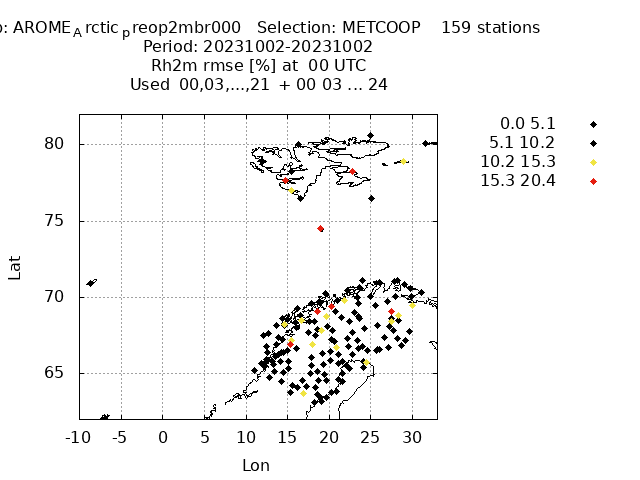 p: AROME_Arctic_preop2mbr000 Selection: METCOOP 159 stations
Period: 20231002-20231002
Rh2m rmse [%] at 00 UTC
Used 00,03,...,21 + 00 03 ... 24
80
75
70
65
Lat
-10 -5 0 5 10 15 20 25 30
Lon
0.0 5.1
5.1 10.2
10.2 15.3
15.3 20.4